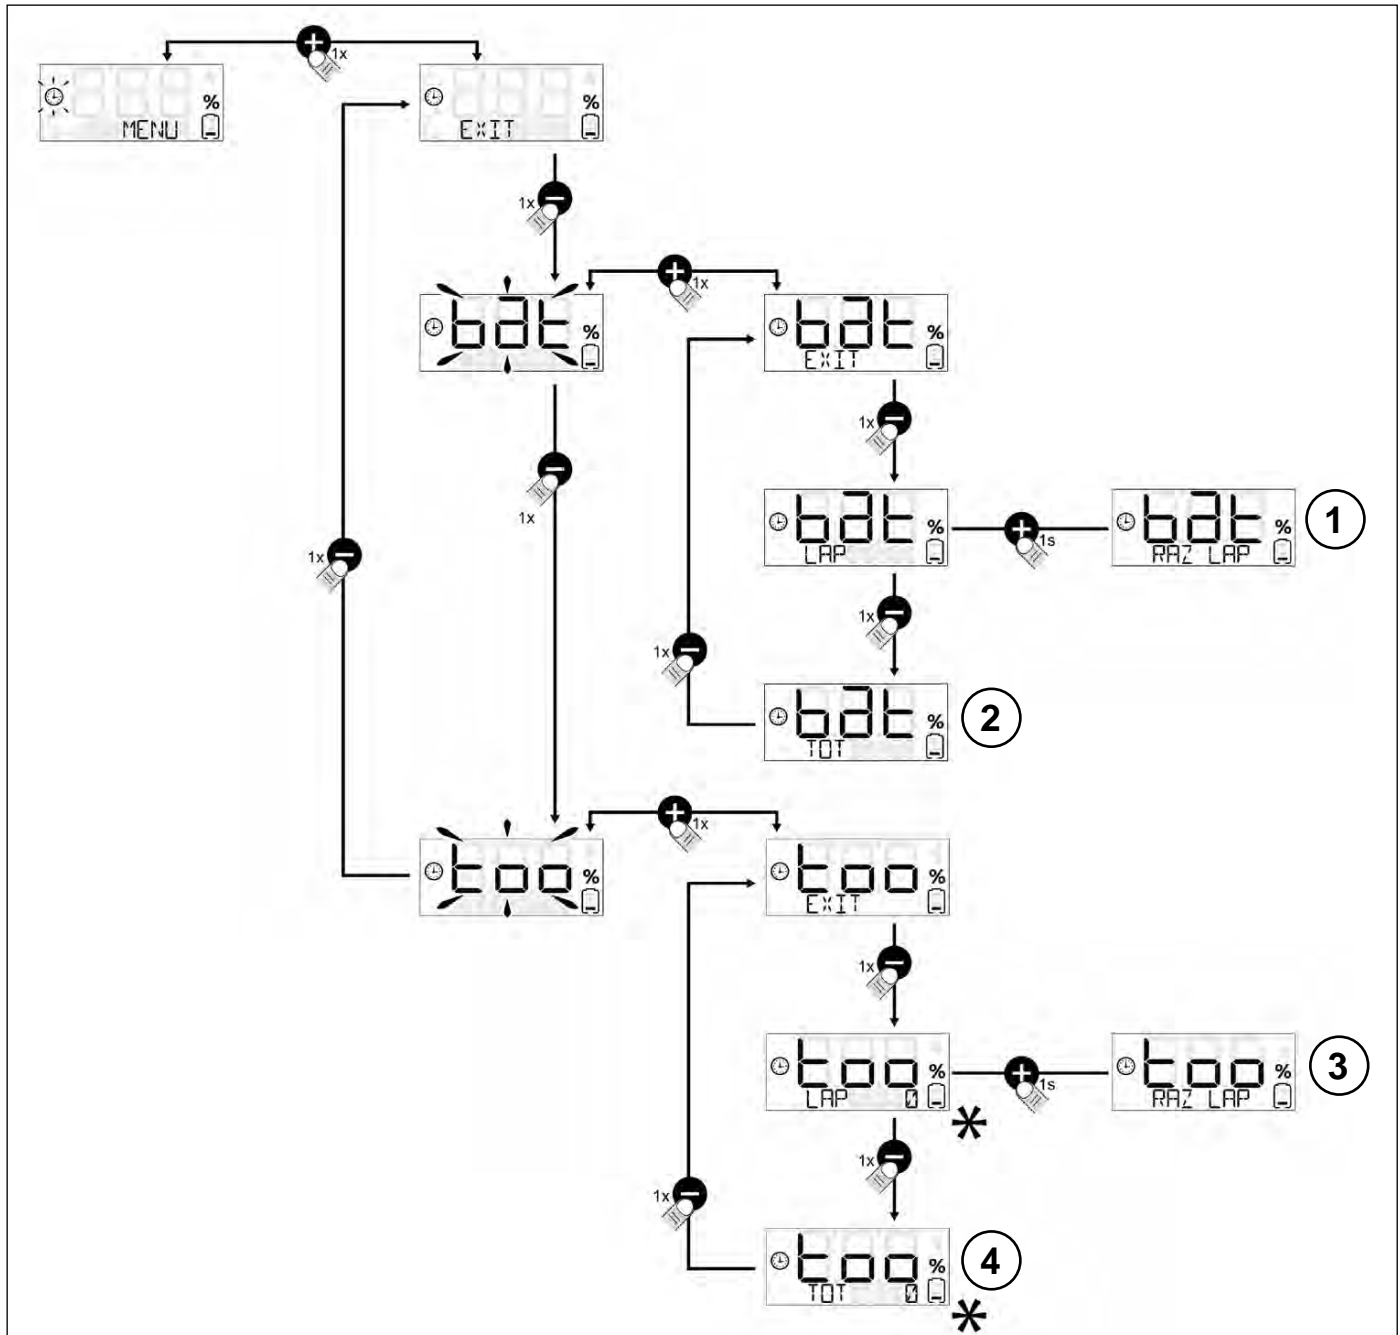 + 1x
%
MENU
%
EXIT
1x −
bat %
+ 1x
bat %
EXIT
1x −
− 1x
bat %
LAP
+ 1s
bat %
RAZ LAP
1
1x −
1x −
1x −
bat %
TOT
2
too %
+ 1x
too %
EXIT
1x −
too %
LAP 0
*
+ 1s
too %
RAZ LAP
3
1x −
1x −
too %
TOT 0
*
4